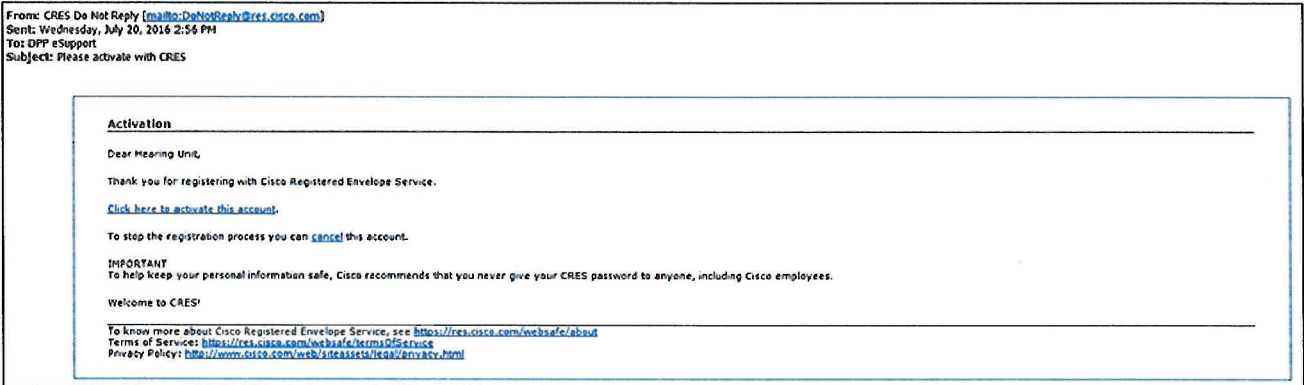 From: CRES Do Not Reply [mailto:DoNotReply@res.cisco.com]
Sent: Wednesday, July 20, 2016 2:56 PM
To: DPP eSupport
Subject: Please activate with CRES
Activation
Dear Hearing Unit,
Thank you for registering with Cisco Registered Envelope Service.
Click here to activate this account.
To stop the registration process you can cancel this account.
IMPORTANT
To help keep your personal information safe, Cisco recommends that you never give your CRES password to anyone, including Cisco employees.
Welcome to CRES!
To know more about Cisco Registered Envelope Service, see https://res.cisco.com/websafe/about
Terms of Service: https://res.cisco.com/websafe/termsOfService
Privacy Policy: http://www.cisco.com/web/siteassets/legal/privacy.html